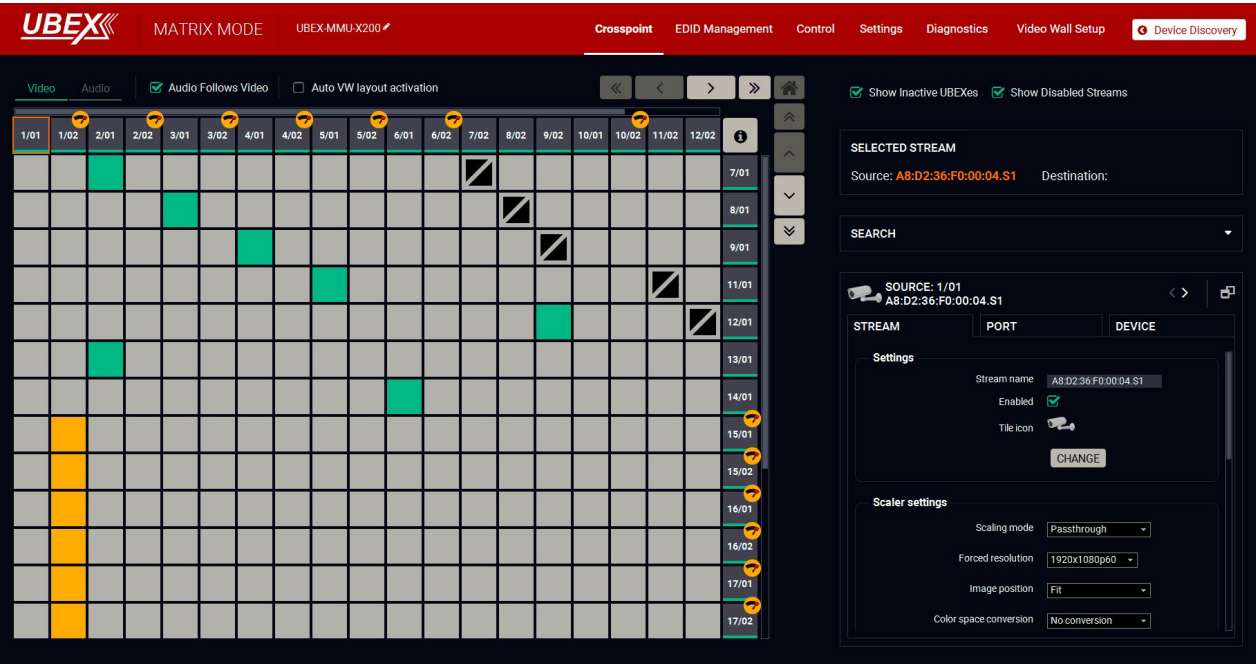 UBEX MATRIX MODE UBEX-MMU-X200 Crosspoint EDID Management Control Settings Diagnostics Video Wall Setup Device Discovery
Video Audio Audio Follows Video Auto VW layout activation
1/01 1/02 2/01 2/02 3/01 3/02 4/01 4/02 5/01 5/02 6/01 6/02 7/02 8/02 9/02 10/01 10/02 11/02 12/02
7/01
8/01
9/01
11/01
12/01
13/01
14/01
15/01
15/02
16/01
16/02
17/01
17/02
Show Inactive UBEXes Show Disabled Streams
SELECTED STREAM
Source: A8:D2:36:F0:00:04.S1 Destination:
SEARCH
SOURCE: 1/01
A8:D2:36:F0:00:04.S1
STREAM PORT DEVICE
Settings
Stream name A8:D2:36:F0:00:04.S1
Enabled
Tile icon
CHANGE
Scaler settings
Scaling mode Passthrough
Forced resolution 1920x1080p60
Image position Fit
Color space conversion No conversion